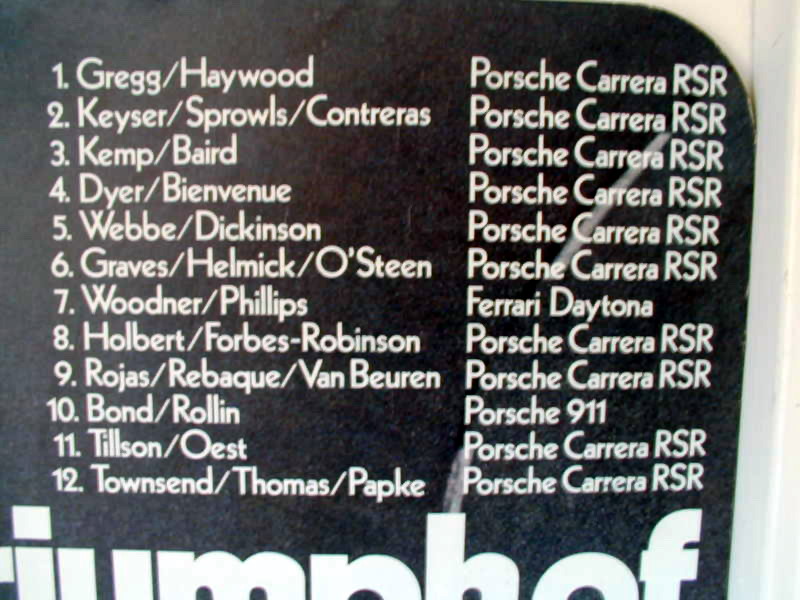 1. Gregg/Haywood Porsche Carrera RSR
2. Keyser/Sprowls/Contreras Porsche Carrera RSR
3. Kemp/Baird Porsche Carrera RSR
4. Dyer/Bienvenue Porsche Carrera RSR
5. Webbe/Dickinson Porsche Carrera RSR
6. Graves/Helmick/O'Steen Porsche Carrera RSR
7. Woodner/Phillips Ferrari Daytona
8. Holbert/Forbes-Robinson Porsche Carrera RSR
9. Rojas/Rebaque/Van Beuren Porsche Carrera RSR
10. Bond/Rollin Porsche 911
11. Tillson/Oest Porsche Carrera RSR
12. Townsend/Thomas/Papke Porsche Carrera RSR
riumph of